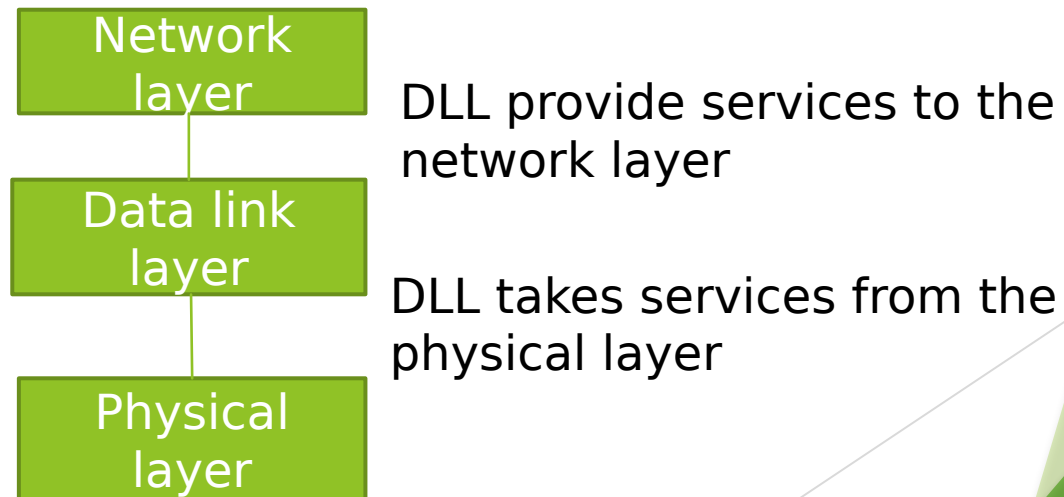 Network
layer
DLL provide services to the
network layer
Data link
layer
DLL takes services from the
physical layer
Physical
layer